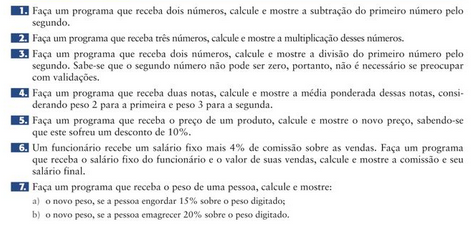 1. Faça um programa que receba dois números, calcule e mostre a subtração do primeiro número pelo
segundo.
2. Faça um programa que receba três números, calcule e mostre a multiplicação desses números.
3. Faça um programa que receba dois números, calcule e mostre a divisão do primeiro número pelo
segundo. Sabe-se que o segundo número não pode ser zero, portanto, não é necessário se preocupar
com validações.
4. Faça um programa que receba duas notas, calcule e mostre a média ponderada dessas notas, consi-
derando peso 2 para a primeira e peso 3 para a segunda.
5. Faça um programa que receba o preço de um produto, calcule e mostre o novo preço, sabendo-se
que este sofreu um desconto de 10%.
6. Um funcionário recebe um salário fixo mais 4% de comissão sobre as vendas. Faça um programa
que receba o salário fixo do funcionário e o valor de suas vendas, calcule e mostre a comissão e seu
salário final.
7. Faça um programa que receba o peso de uma pessoa, calcule e mostre:
a) o novo peso, se a pessoa engordar 15% sobre o peso digitado;
b) o novo peso, se a pessoa emagrecer 20% sobre o peso digitado.